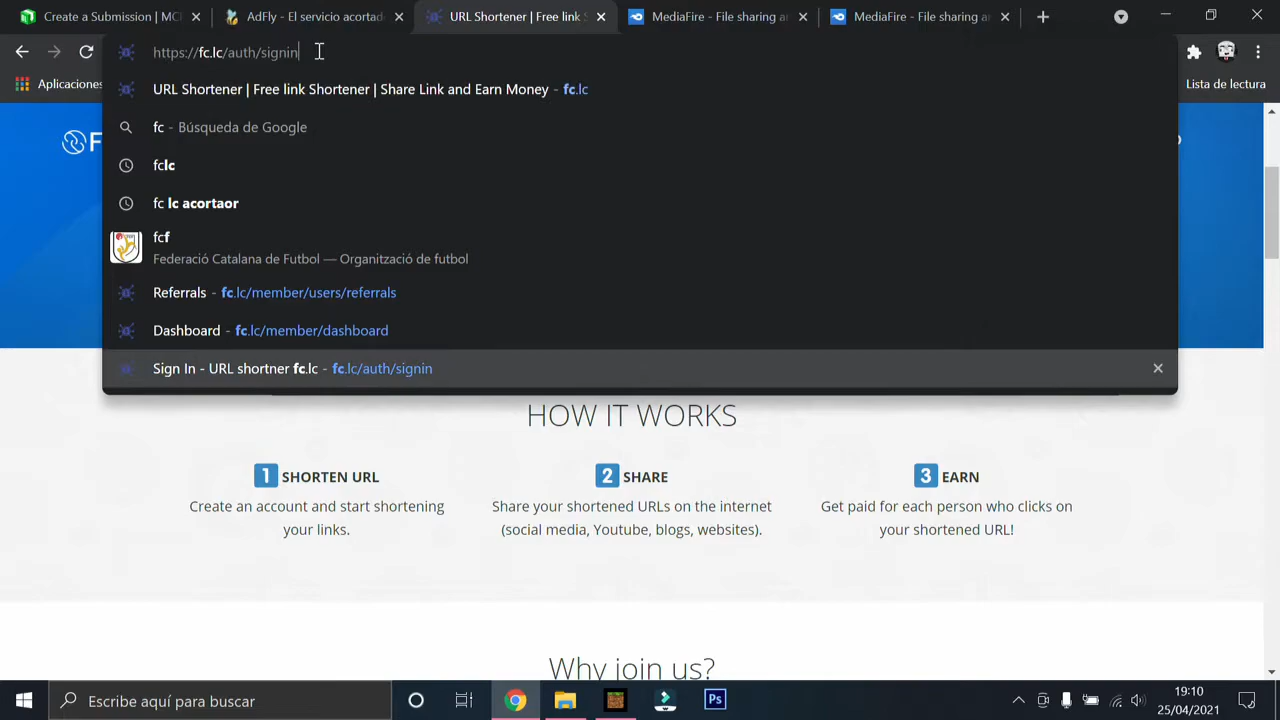 Create a Submission | MC
AdFly - El servicio acortad
URL Shortener | Free link S
MediaFire - File sharing an
MediaFire - File sharing an
https://fc.lc/auth/signin
Aplicaciones
Lista de lectura
URL Shortener | Free link Shortener | Share Link and Earn Money - fc.lc
fc - Búsqueda de Google
fclc
fc lc acortaor
fcf
Federació Catalana de Futbol — Organització de futbol
Referrals - fc.lc/member/users/referrals
Dashboard - fc.lc/member/dashboard
Sign In - URL shortner fc.lc - fc.lc/auth/signin
HOW IT WORKS
1 SHORTEN URL
Create an account and start shortening
your links.
2 SHARE
Share your shortened URLs on the internet
(social media, Youtube, blogs, websites).
3 EARN
Get paid for each person who clicks on
your shortened URL!
Why join us?
Escribe aquí para buscar
Ps
19:10
25/04/2021